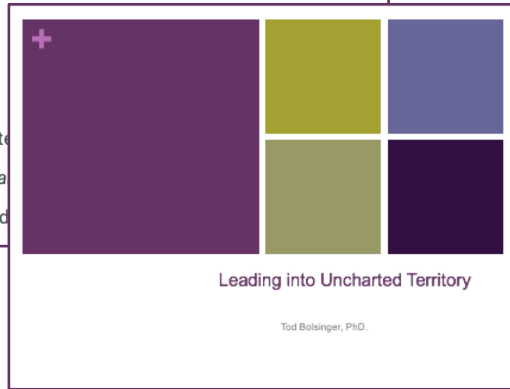 +
Leading into Uncharted Territory
Tod Bolsinger, PhD.